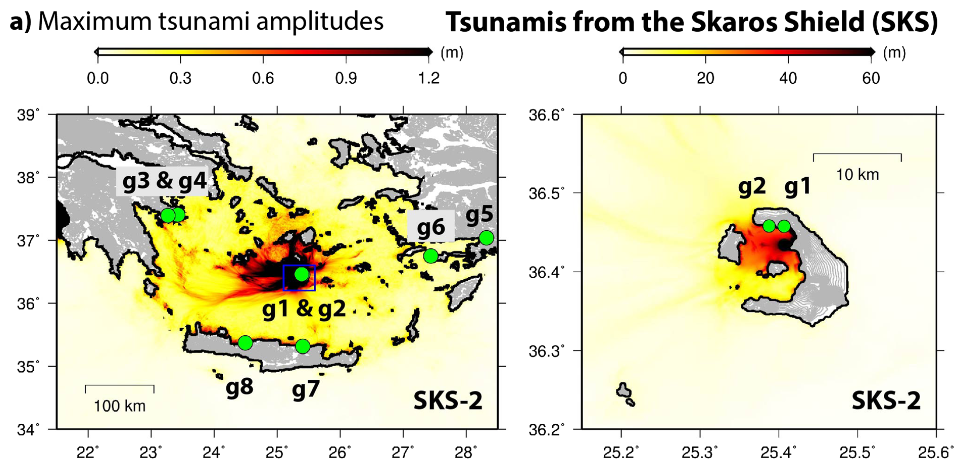 a) Maximum tsunami amplitudes
Tsunamis from the Skaros Shield (SKS)
(m)
0.0 0.3 0.6 0.9 1.2
(m)
0 20 40 60
39˚
38˚
37˚
36˚
35˚
34˚
g3 & g4
g5
g6
g1 & g2
g8
g7
100 km
SKS-2
22˚ 23˚ 24˚ 25˚ 26˚ 27˚ 28˚
36.6˚
36.5˚
36.4˚
36.3˚
36.2˚
10 km
g2 g1
SKS-2
25.2˚ 25.3˚ 25.4˚ 25.5˚ 25.6˚